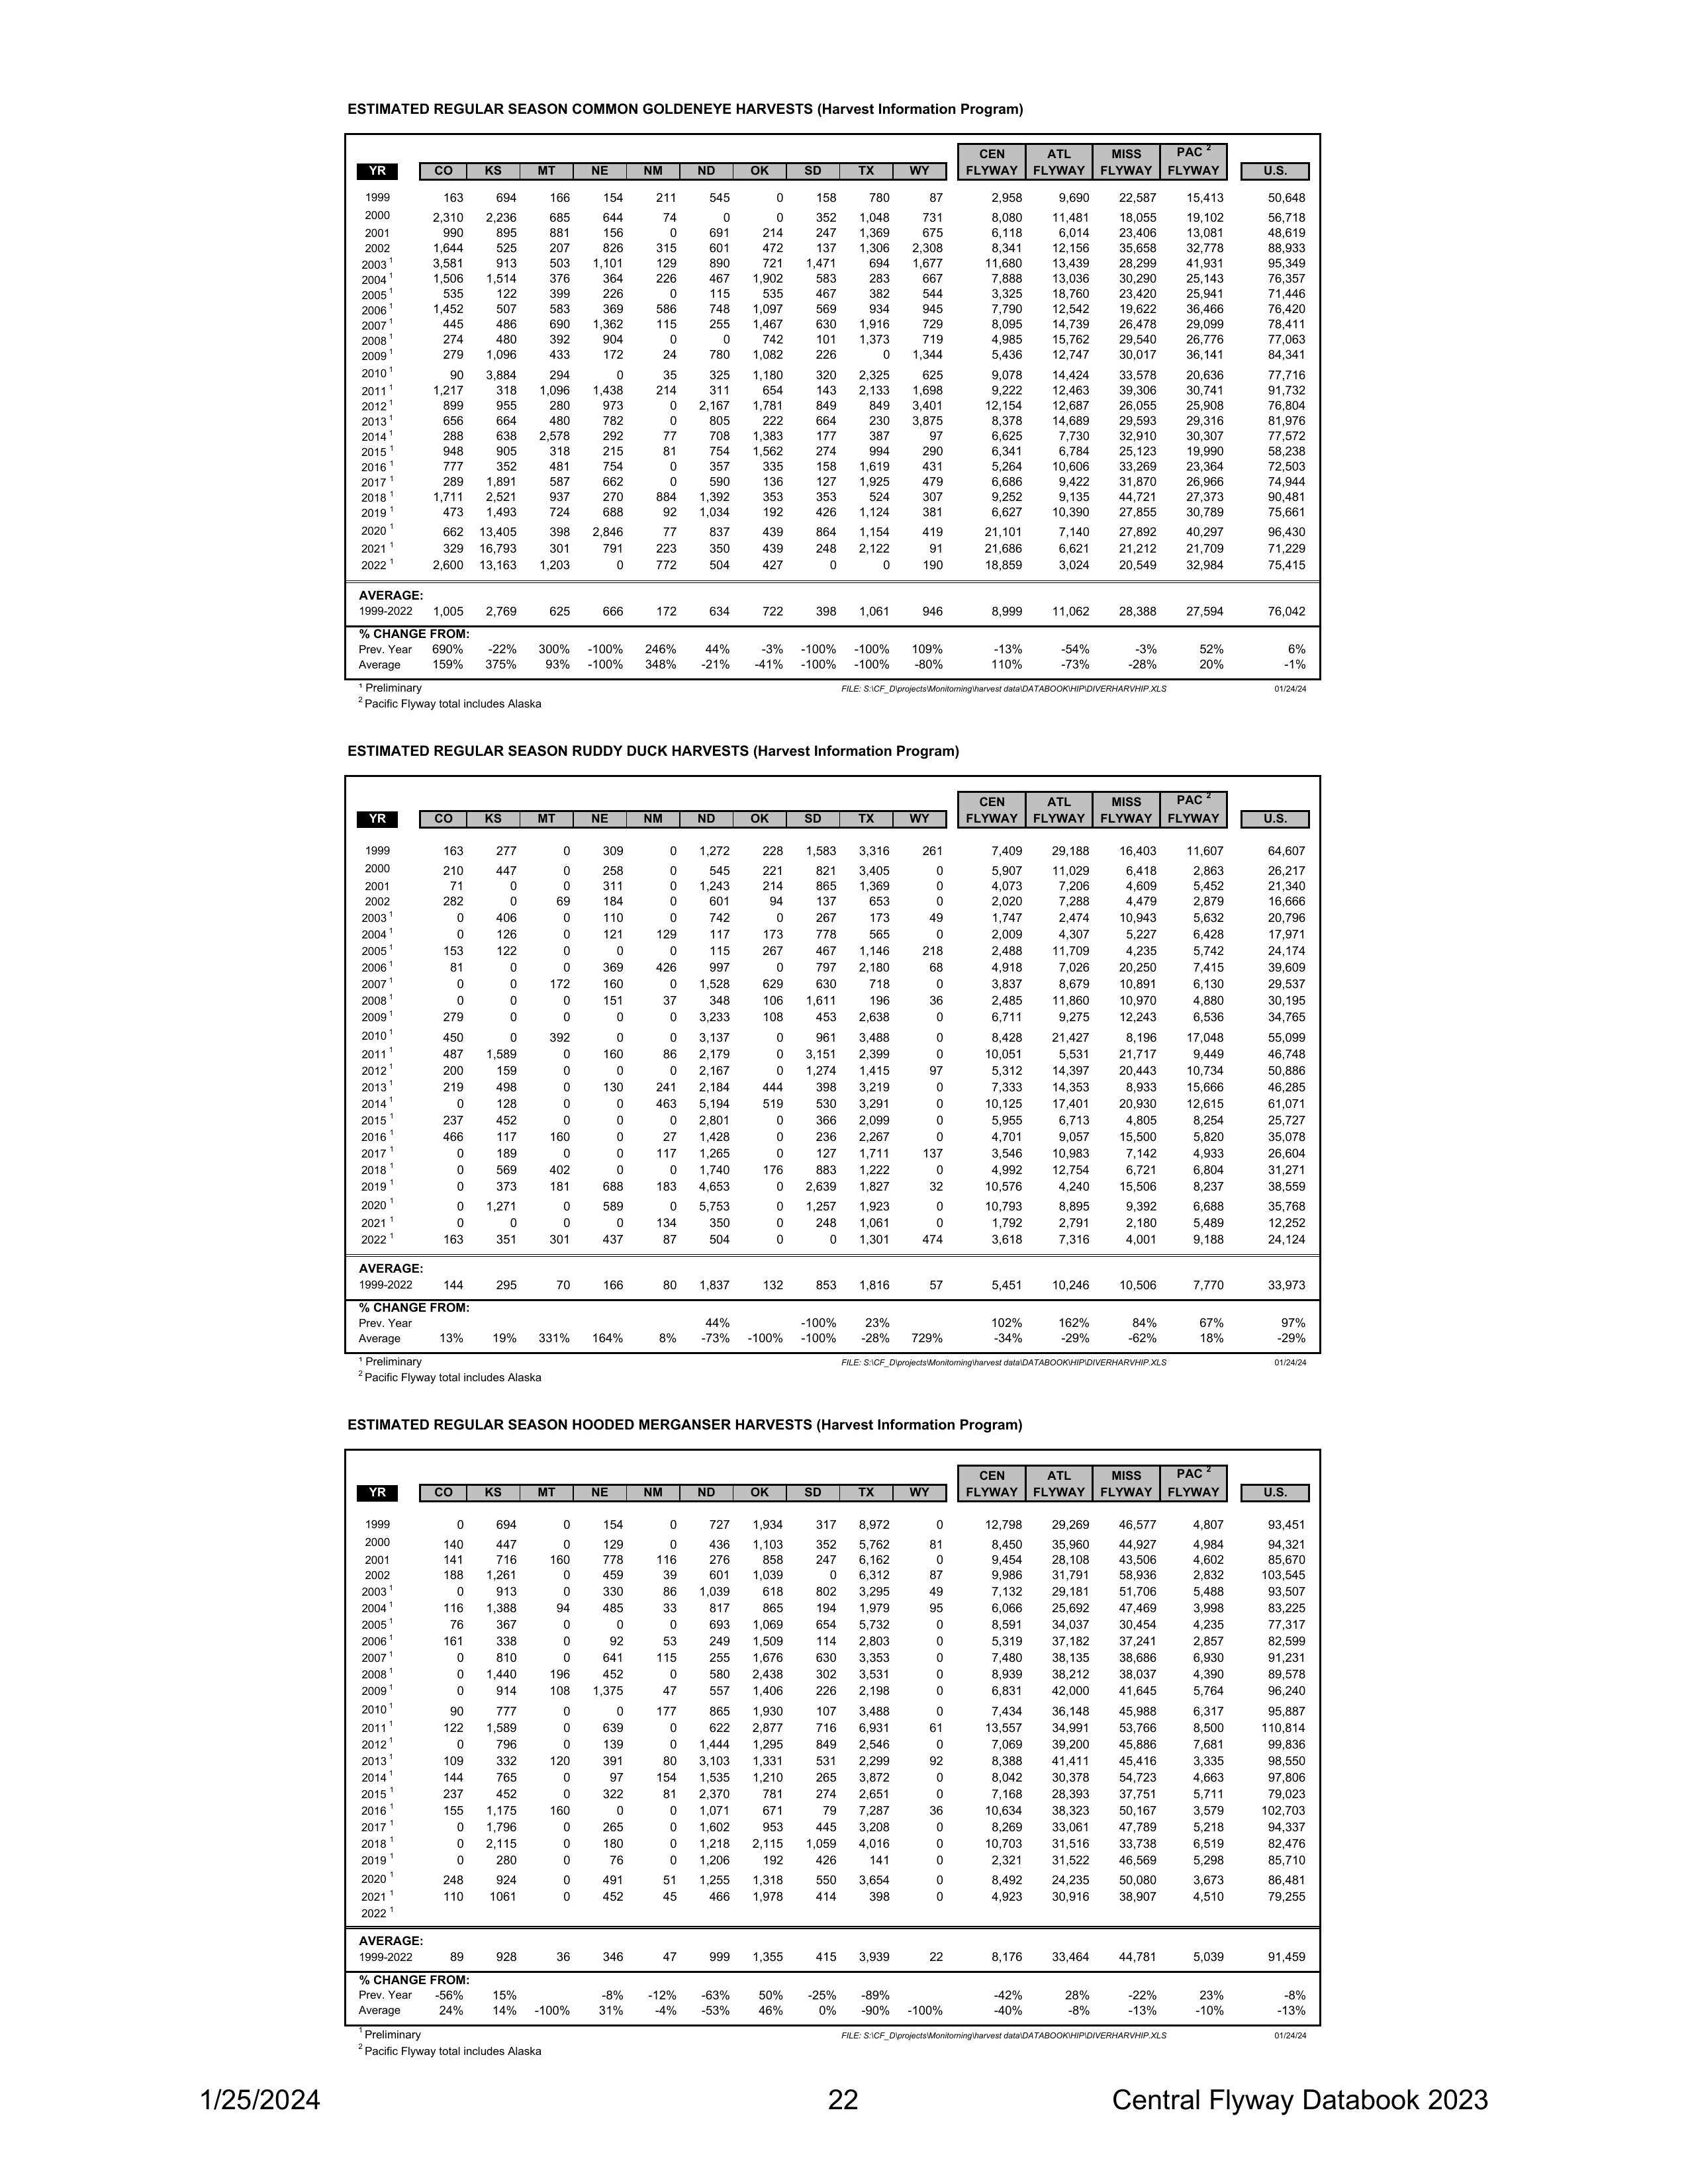 ESTIMATED REGULAR SEASON COMMON GOLDENEYE HARVESTS (Harvest Information Program)
CEN ATL MISS PAC 2
YR CO KS MT NE NM ND OK SD TX WY FLYWAY FLYWAY FLYWAY FLYWAY U.S.
1999 163 694 166 154 211 545 0 158 780 87 2,958 9,690 22,587 15,413 50,648
2000 2,310 2,236 685 644 74 0 0 352 1,048 731 8,080 11,481 18,055 19,102 56,718
2001 990 895 881 156 0 691 214 247 1,369 675 6,118 6,014 23,406 13,081 48,619
2002 1,644 525 207 826 315 601 472 137 1,306 2,308 8,341 12,156 35,658 32,778 88,933
2003 1 3,581 913 503 1,101 129 890 721 1,471 694 1,677 11,680 13,439 28,299 41,931 95,349
2004 1 1,506 1,514 376 364 226 467 1,902 583 283 667 7,888 13,036 30,290 25,143 76,357
2005 1 535 122 399 226 0 115 535 467 382 544 3,325 18,760 23,420 25,941 71,446
2006 1 1,452 507 583 369 586 748 1,097 569 934 945 7,790 12,542 19,622 36,466 76,420
2007 1 445 486 690 1,362 115 255 1,467 630 1,916 729 8,095 14,739 26,478 29,099 78,411
2008 1 274 480 392 904 0 0 742 101 1,373 719 4,985 15,762 29,540 26,776 77,063
2009 1 279 1,096 433 172 24 780 1,082 226 0 1,344 5,436 12,747 30,017 36,141 84,341
2010 1 90 3,884 294 0 35 325 1,180 320 2,325 625 9,078 14,424 33,578 20,636 77,716
2011 1 1,217 318 1,096 1,438 214 311 654 143 2,133 1,698 9,222 12,463 39,306 30,741 91,732
2012 1 899 955 280 973 0 2,167 1,781 849 849 3,401 12,154 12,687 26,055 25,908 76,804
2013 1 656 664 480 782 0 805 222 664 230 3,875 8,378 14,689 29,593 29,316 81,976
2014 1 288 638 2,578 292 77 708 1,383 177 387 97 6,625 7,730 32,910 30,307 77,572
2015 1 948 905 318 215 81 754 1,562 274 994 290 6,341 6,784 25,123 19,990 58,238
2016 1 777 352 481 754 0 357 335 158 1,619 431 5,264 10,606 33,269 23,364 72,503
2017 1 289 1,891 587 662 0 590 136 127 1,925 479 6,686 9,422 31,870 26,966 74,944
2018 1 1,711 2,521 937 270 884 1,392 353 353 524 307 9,252 9,135 44,721 27,373 90,481
2019 1 473 1,493 724 688 92 1,034 192 426 1,124 381 6,627 10,390 27,855 30,789 75,661
2020 1 662 13,405 398 2,846 77 837 439 864 1,154 419 21,101 7,140 27,892 40,297 96,430
2021 1 329 16,793 301 791 223 350 439 248 2,122 91 21,686 6,621 21,212 21,709 71,229
2022 1 2,600 13,163 1,203 0 772 504 427 0 0 190 18,859 3,024 20,549 32,984 75,415
AVERAGE:
1999-2022 1,005 2,769 625 666 172 634 722 398 1,061 946 8,999 11,062 28,388 27,594 76,042
% CHANGE FROM:
Prev. Year 690% -22% 300% -100% 246% 44% -3% -100% -100% 109% -13% -54% -3% 52% 6%
Average 159% 375% 93% -100% 348% -21% -41% -100% -100% -80% 110% -73% -28% 20% -1%
1 Preliminary FILE: S:\CF_D\projects\Monitorning\harvest data\DATABOOK\HIP\DIVERHARVHIP.XLS 01/24/24
2 Pacific Flyway total includes Alaska
ESTIMATED REGULAR SEASON RUDDY DUCK HARVESTS (Harvest Information Program)
CEN ATL MISS PAC 2
YR CO KS MT NE NM ND OK SD TX WY FLYWAY FLYWAY FLYWAY FLYWAY U.S.
1999 163 277 0 309 0 1,272 228 1,583 3,316 261 7,409 29,188 16,403 11,607 64,607
2000 210 447 0 258 0 545 221 821 3,405 0 5,907 11,029 6,418 2,863 26,217
2001 71 0 0 311 0 1,243 214 865 1,369 0 4,073 7,206 4,609 5,452 21,340
2002 282 0 69 184 0 601 94 137 653 0 2,020 7,288 4,479 2,879 16,666
2003 1 0 406 0 110 0 742 0 267 173 49 1,747 2,474 10,943 5,632 20,796
2004 1 0 126 0 121 129 117 173 778 565 0 2,009 4,307 5,227 6,428 17,971
2005 1 153 122 0 0 0 115 267 467 1,146 218 2,488 11,709 4,235 5,742 24,174
2006 1 81 0 0 369 426 997 0 797 2,180 68 4,918 7,026 20,250 7,415 39,609
2007 1 0 0 172 160 0 1,528 629 630 718 0 3,837 8,679 10,891 6,130 29,537
2008 1 0 0 0 151 37 348 106 1,611 196 36 2,485 11,860 10,970 4,880 30,195
2009 1 279 0 0 0 0 3,233 108 453 2,638 0 6,711 9,275 12,243 6,536 34,765
2010 1 450 0 392 0 0 3,137 0 961 3,488 0 8,428 21,427 8,196 17,048 55,099
2011 1 487 1,589 0 160 86 2,179 0 3,151 2,399 0 10,051 5,531 21,717 9,449 46,748
2012 1 200 159 0 0 0 2,167 0 1,274 1,415 97 5,312 14,397 20,443 10,734 50,886
2013 1 219 498 0 130 241 2,184 444 398 3,219 0 7,333 14,353 8,933 15,666 46,285
2014 1 0 128 0 0 463 5,194 519 530 3,291 0 10,125 17,401 20,930 12,615 61,071
2015 1 237 452 0 0 0 2,801 0 366 2,099 0 5,955 6,713 4,805 8,254 25,727
2016 1 466 117 160 0 27 1,428 0 236 2,267 0 4,701 9,057 15,500 5,820 35,078
2017 1 0 189 0 0 117 1,265 0 127 1,711 137 3,546 10,983 7,142 4,933 26,604
2018 1 0 569 402 0 0 1,740 176 883 1,222 0 4,992 12,754 6,721 6,804 31,271
2019 1 0 373 181 688 183 4,653 0 2,639 1,827 32 10,576 4,240 15,506 8,237 38,559
2020 1 0 1,271 0 589 0 5,753 0 1,257 1,923 0 10,793 8,895 9,392 6,688 35,768
2021 1 0 0 0 0 134 350 0 248 1,061 0 1,792 2,791 2,180 5,489 12,252
2022 1 163 351 301 437 87 504 0 0 1,301 474 3,618 7,316 4,001 9,188 24,124
AVERAGE:
1999-2022 144 295 70 166 80 1,837 132 853 1,816 57 5,451 10,246 10,506 7,770 33,973
% CHANGE FROM:
Prev. Year 44% -100% 23% 102% 162% 84% 67% 97%
Average 13% 19% 331% 164% 8% -73% -100% -100% -28% 729% -34% -29% -62% 18% -29%
1 Preliminary FILE: S:\CF_D\projects\Monitorning\harvest data\DATABOOK\HIP\DIVERHARVHIP.XLS 01/24/24
2 Pacific Flyway total includes Alaska
ESTIMATED REGULAR SEASON HOODED MERGANSER HARVESTS (Harvest Information Program)
CEN ATL MISS PAC 2
YR CO KS MT NE NM ND OK SD TX WY FLYWAY FLYWAY FLYWAY FLYWAY U.S.
1999 0 694 0 154 0 727 1,934 317 8,972 0 12,798 29,269 46,577 4,807 93,451
2000 140 447 0 129 0 436 1,103 352 5,762 81 8,450 35,960 44,927 4,984 94,321
2001 141 716 160 778 116 276 858 247 6,162 0 9,454 28,108 43,506 4,602 85,670
2002 188 1,261 0 459 39 601 1,039 0 6,312 87 9,986 31,791 58,936 2,832 103,545
2003 1 0 913 0 330 86 1,039 618 802 3,295 49 7,132 29,181 51,706 5,488 93,507
2004 1 116 1,388 94 485 33 817 865 194 1,979 95 6,066 25,692 47,469 3,998 83,225
2005 1 76 367 0 0 0 693 1,069 654 5,732 0 8,591 34,037 30,454 4,235 77,317
2006 1 161 338 0 92 53 249 1,509 114 2,803 0 5,319 37,182 37,241 2,857 82,599
2007 1 0 810 0 641 115 255 1,676 630 3,353 0 7,480 38,135 38,686 6,930 91,231
2008 1 0 1,440 196 452 0 580 2,438 302 3,531 0 8,939 38,212 38,037 4,390 89,578
2009 1 0 914 108 1,375 47 557 1,406 226 2,198 0 6,831 42,000 41,645 5,764 96,240
2010 1 90 777 0 0 177 865 1,930 107 3,488 0 7,434 36,148 45,988 6,317 95,887
2011 1 122 1,589 0 639 0 622 2,877 716 6,931 61 13,557 34,991 53,766 8,500 110,814
2012 1 0 796 0 139 0 1,444 1,295 849 2,546 0 7,069 39,200 45,886 7,681 99,836
2013 1 109 332 120 391 80 3,103 1,331 531 2,299 92 8,388 41,411 45,416 3,335 98,550
2014 1 144 765 0 97 154 1,535 1,210 265 3,872 0 8,042 30,378 54,723 4,663 97,806
2015 1 237 452 0 322 81 2,370 781 274 2,651 0 7,168 28,393 37,751 5,711 79,023
2016 1 155 1,175 160 0 0 1,071 671 79 7,287 36 10,634 38,323 50,167 3,579 102,703
2017 1 0 1,796 0 265 0 1,602 953 445 3,208 0 8,269 33,061 47,789 5,218 94,337
2018 1 0 2,115 0 180 0 1,218 2,115 1,059 4,016 0 10,703 31,516 33,738 6,519 82,476
2019 1 0 280 0 76 0 1,206 192 426 141 0 2,321 31,522 46,569 5,298 85,710
2020 1 248 924 0 491 51 1,255 1,318 550 3,654 0 8,492 24,235 50,080 3,673 86,481
2021 1 110 1061 0 452 45 466 1,978 414 398 0 4,923 30,916 38,907 4,510 79,255
2022 1
AVERAGE:
1999-2022 89 928 36 346 47 999 1,355 415 3,939 22 8,176 33,464 44,781 5,039 91,459
% CHANGE FROM:
Prev. Year -56% 15% -8% -12% -63% 50% -25% -89% -42% 28% -22% 23% -8%
Average 24% 14% -100% 31% -4% -53% 46% 0% -90% -100% -40% -8% -13% -10% -13%
1 Preliminary FILE: S:\CF_D\projects\Monitorning\harvest data\DATABOOK\HIP\DIVERHARVHIP.XLS 01/24/24
2 Pacific Flyway total includes Alaska
1/25/2024 22 Central Flyway Databook 2023